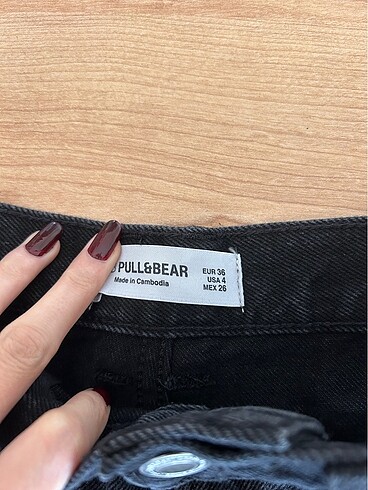 PULL&BEAR
Made in Cambodia
EUR 36
USA 4
MEX 26